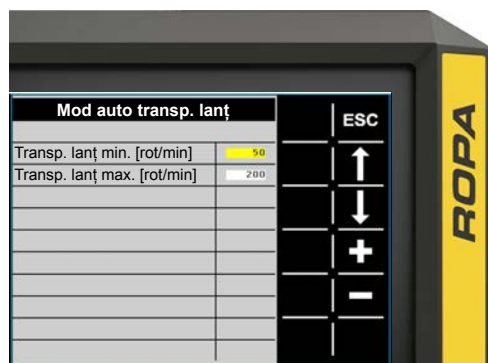 Mod auto transp. lanț
ESC
Transp. lanț min. [rot/min] 50
Transp. lanț max. [rot/min] 200
ROPA